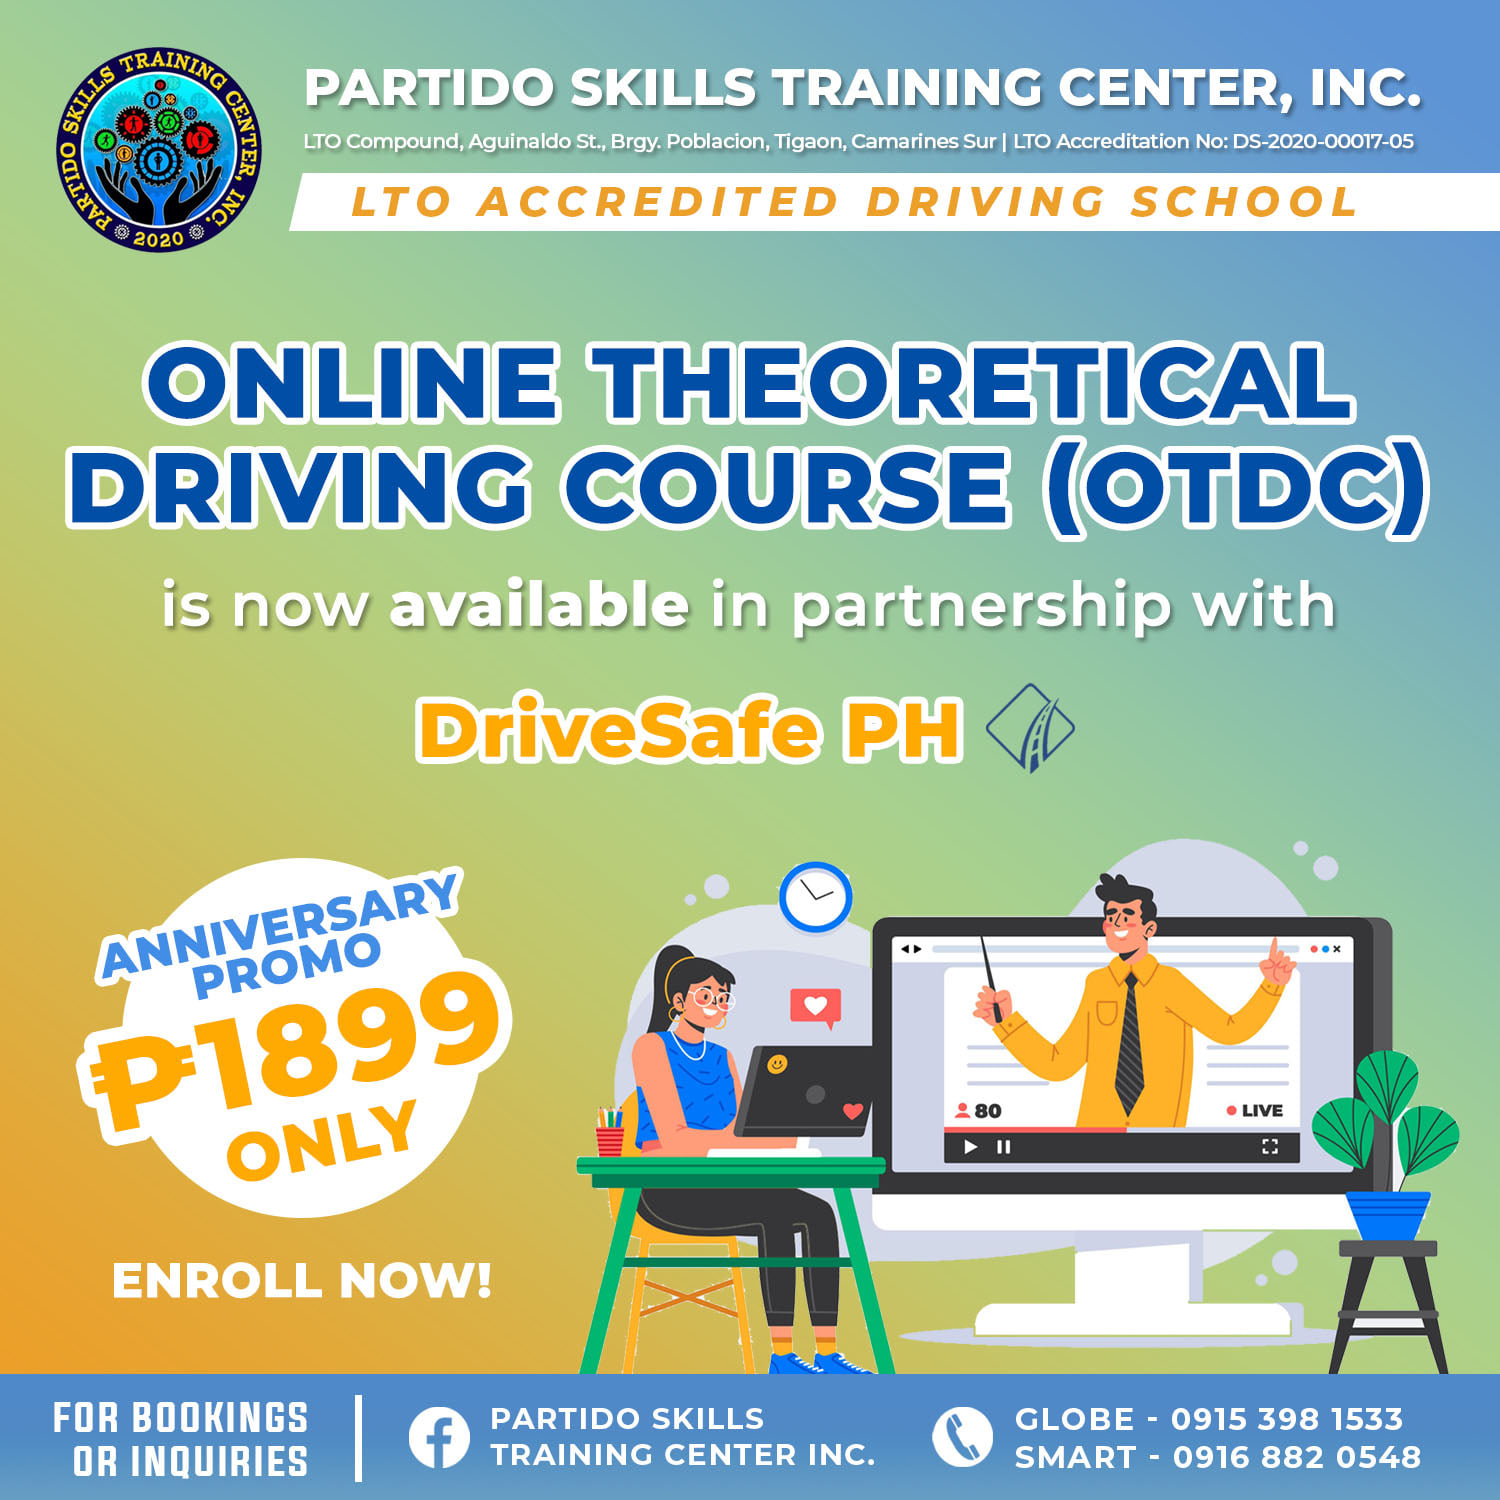 PARTIDO SKILLS TRAINING CENTER, INC.
2020
PARTIDO SKILLS TRAINING CENTER, INC.
LTO Compound, Aguinaldo St., Brgy. Poblacion, Tigaon, Camarines Sur | LTO Accreditation No: DS-2020-00017-05
LTO ACCREDITED DRIVING SCHOOL
ONLINE THEORETICAL
DRIVING COURSE (OTDC)
is now available in partnership with
DriveSafe PH
ANNIVERSARY
PROMO
₱1899
ONLY
ENROLL NOW!
80
LIVE
FOR BOOKINGS
OR INQUIRIES
PARTIDO SKILLS
TRAINING CENTER INC.
GLOBE - 0915 398 1533
SMART - 0916 882 0548